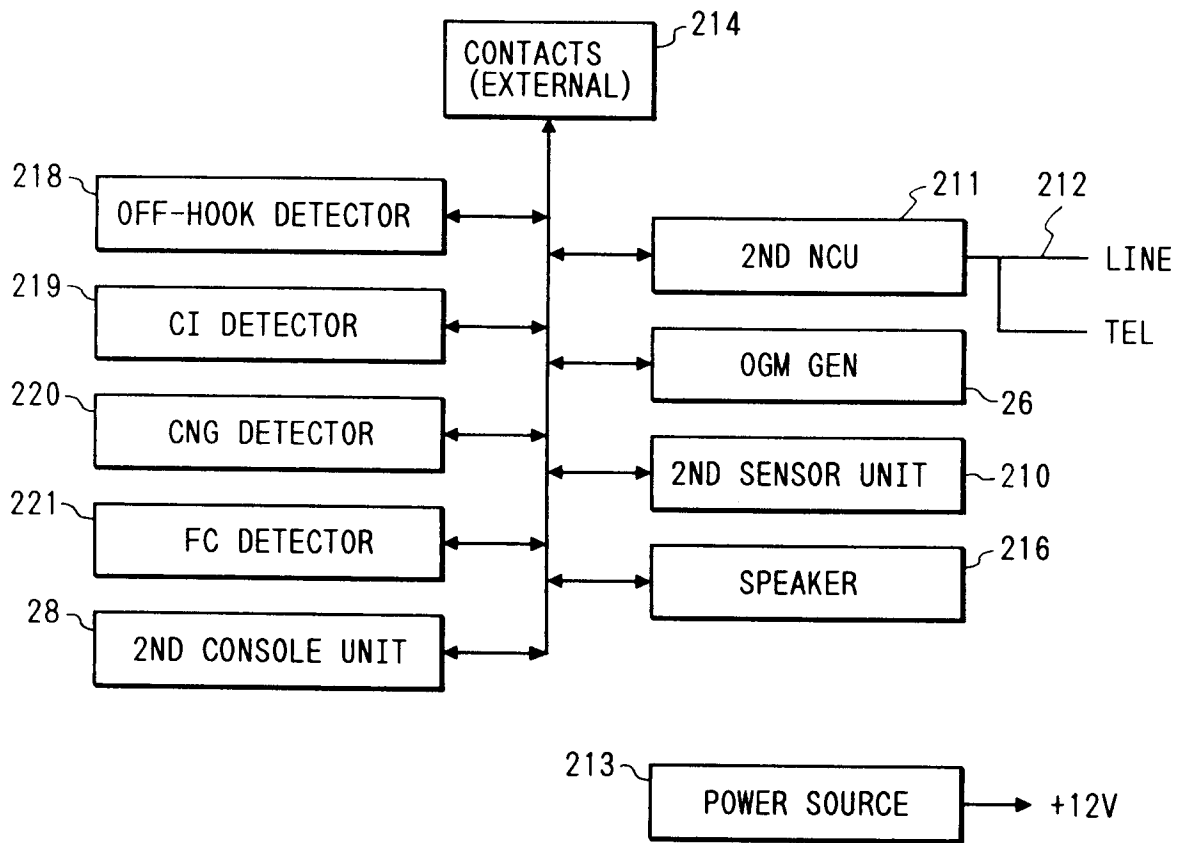 214
CONTACTS
(EXTERNAL)
218
OFF-HOOK DETECTOR
211
212
2ND NCU
LINE
TEL
219
CI DETECTOR
OGM GEN
26
220
CNG DETECTOR
2ND SENSOR UNIT
210
221
FC DETECTOR
216
SPEAKER
28
2ND CONSOLE UNIT
213
POWER SOURCE
+12V